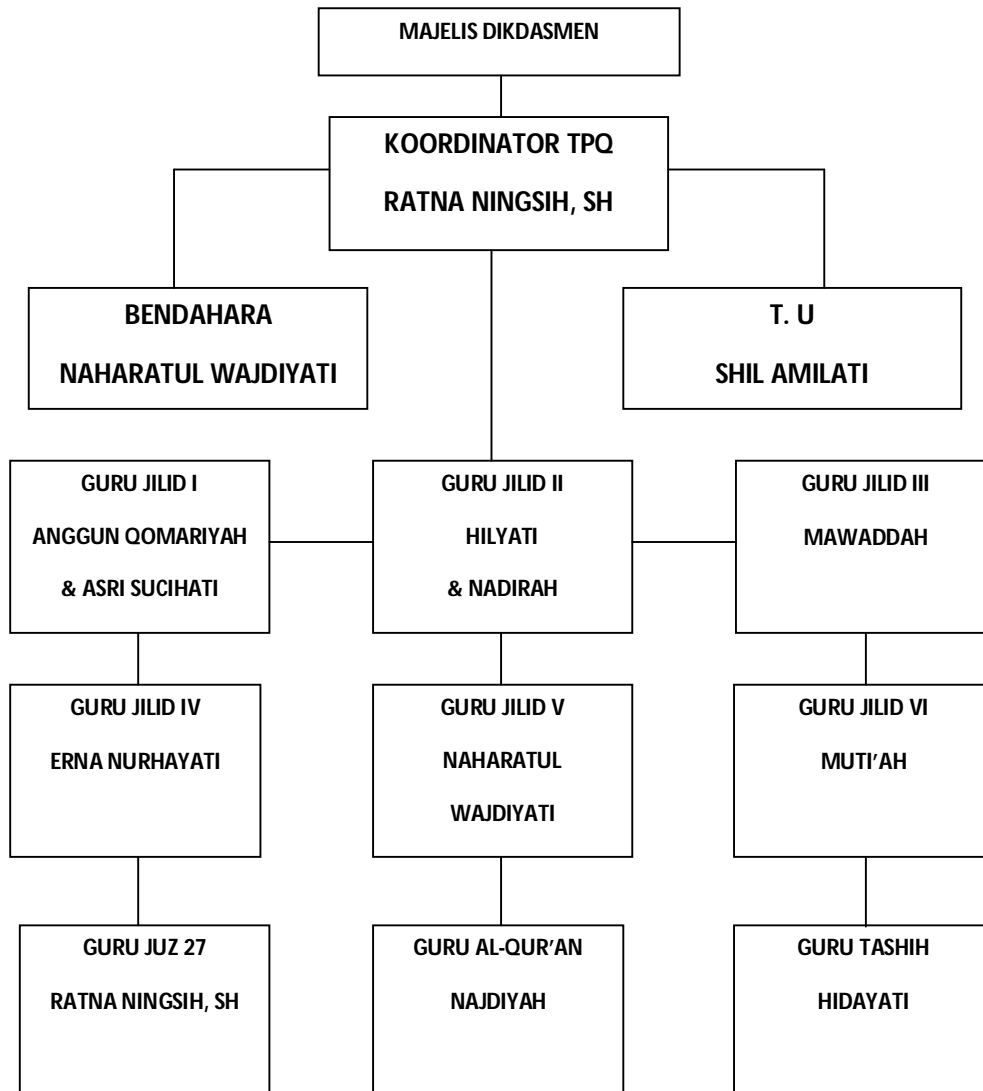 MAJELIS DIKDASMEN
KOORDINATOR TPQ
RATNA NINGSIH, SH
BENDAHARA
NAHARATUL WAJDIYATI
T. U
SHIL AMILATI
GURU JILID I
ANGGUN QOMARIYAH
& ASRI SUCIHATI
GURU JILID II
HILYATI
& NADIRAH
GURU JILID III
MAWADDAH
GURU JILID IV
ERNA NURHAYATI
GURU JILID V
NAHARATUL
WAJDIYATI
GURU JILID VI
MUTI’AH
GURU JUZ 27
RATNA NINGSIH, SH
GURU AL-QUR’AN
NAJDIYAH
GURU TASHIH
HIDAYATI